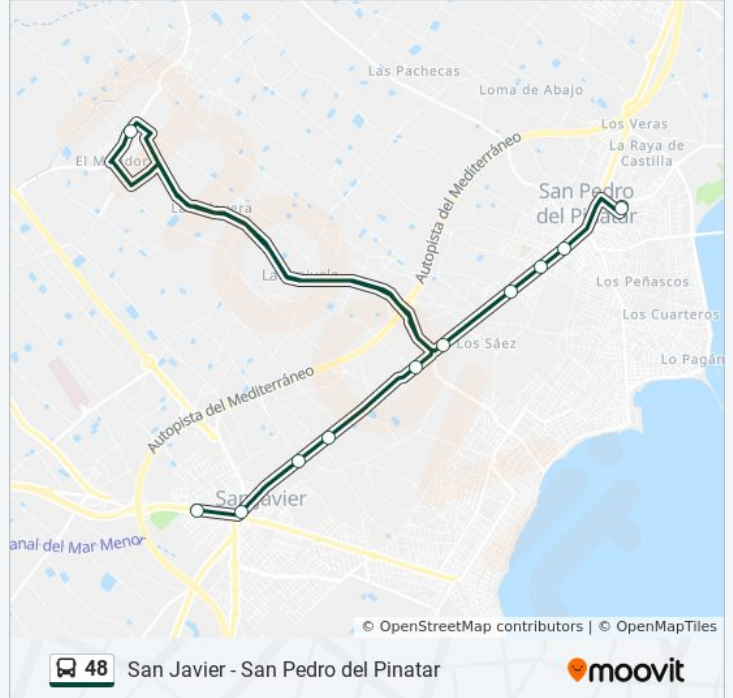 Las Pachecas
Loma de Abajo
Los Veras
La Raya de
Castilla
San Pedro
del Pinatar
Autopista del Mediterráneo
Los Peñascos
Los Cuarteros
Los Sáez
Lo Pagán
Autopista del Mediterráneo
San Javier
anal del Mar Menor
© OpenStreetMap contributors | © OpenMapTiles
48 San Javier - San Pedro del Pinatar
moovit